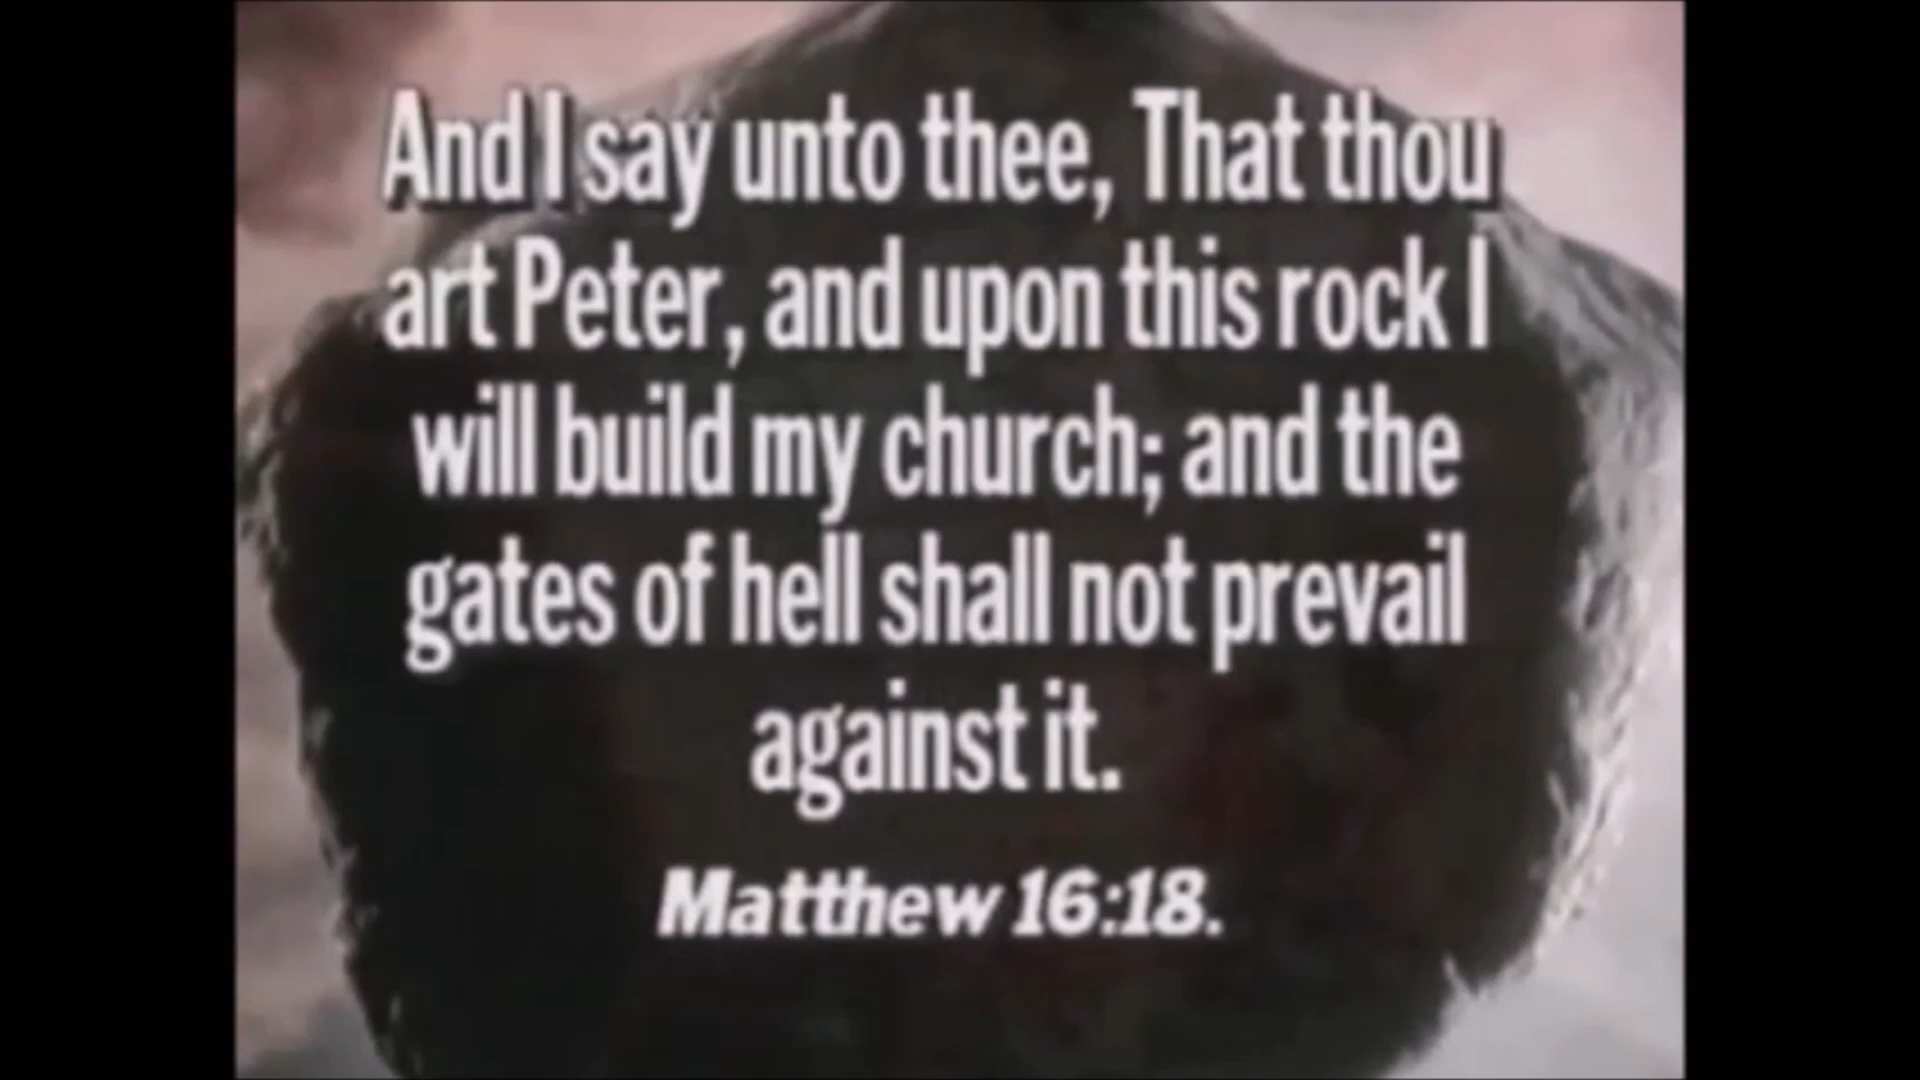 And I say unto thee, That thou
art Peter, and upon this rock I
will build my church; and the
gates of hell shall not prevail
against it.
Matthew 16:18.